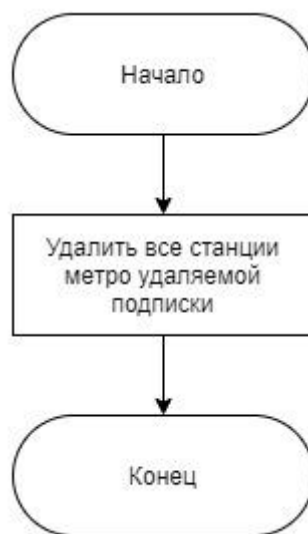 Начало
Удалить все станции
метро удаляемой
подписки
Конец